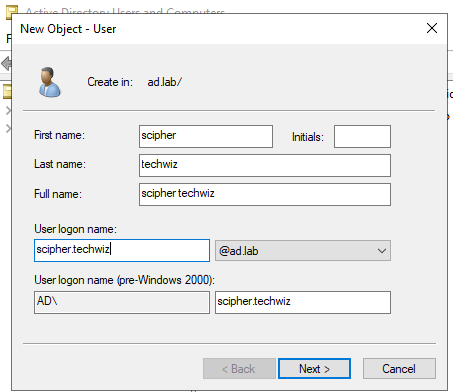 Active Directory Users and Computers
New Object - User
Create in: ad.lab/
First name: scipher Initials:
Last name: techwiz
Full name: scipher techwiz
User logon name:
scipher.techwiz @ad.lab
User logon name (pre-Windows 2000):
AD\ scipher.techwiz
< Back Next > Cancel